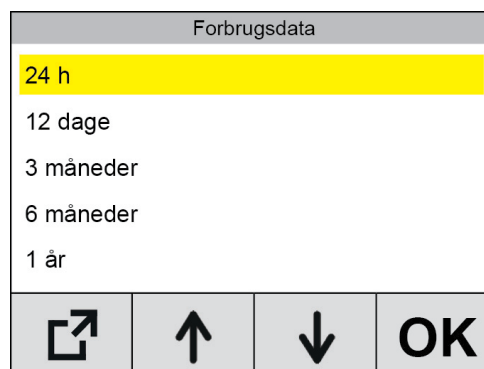 Forbrugsdata
24 h
12 dage
3 måneder
6 måneder
1 år
OK